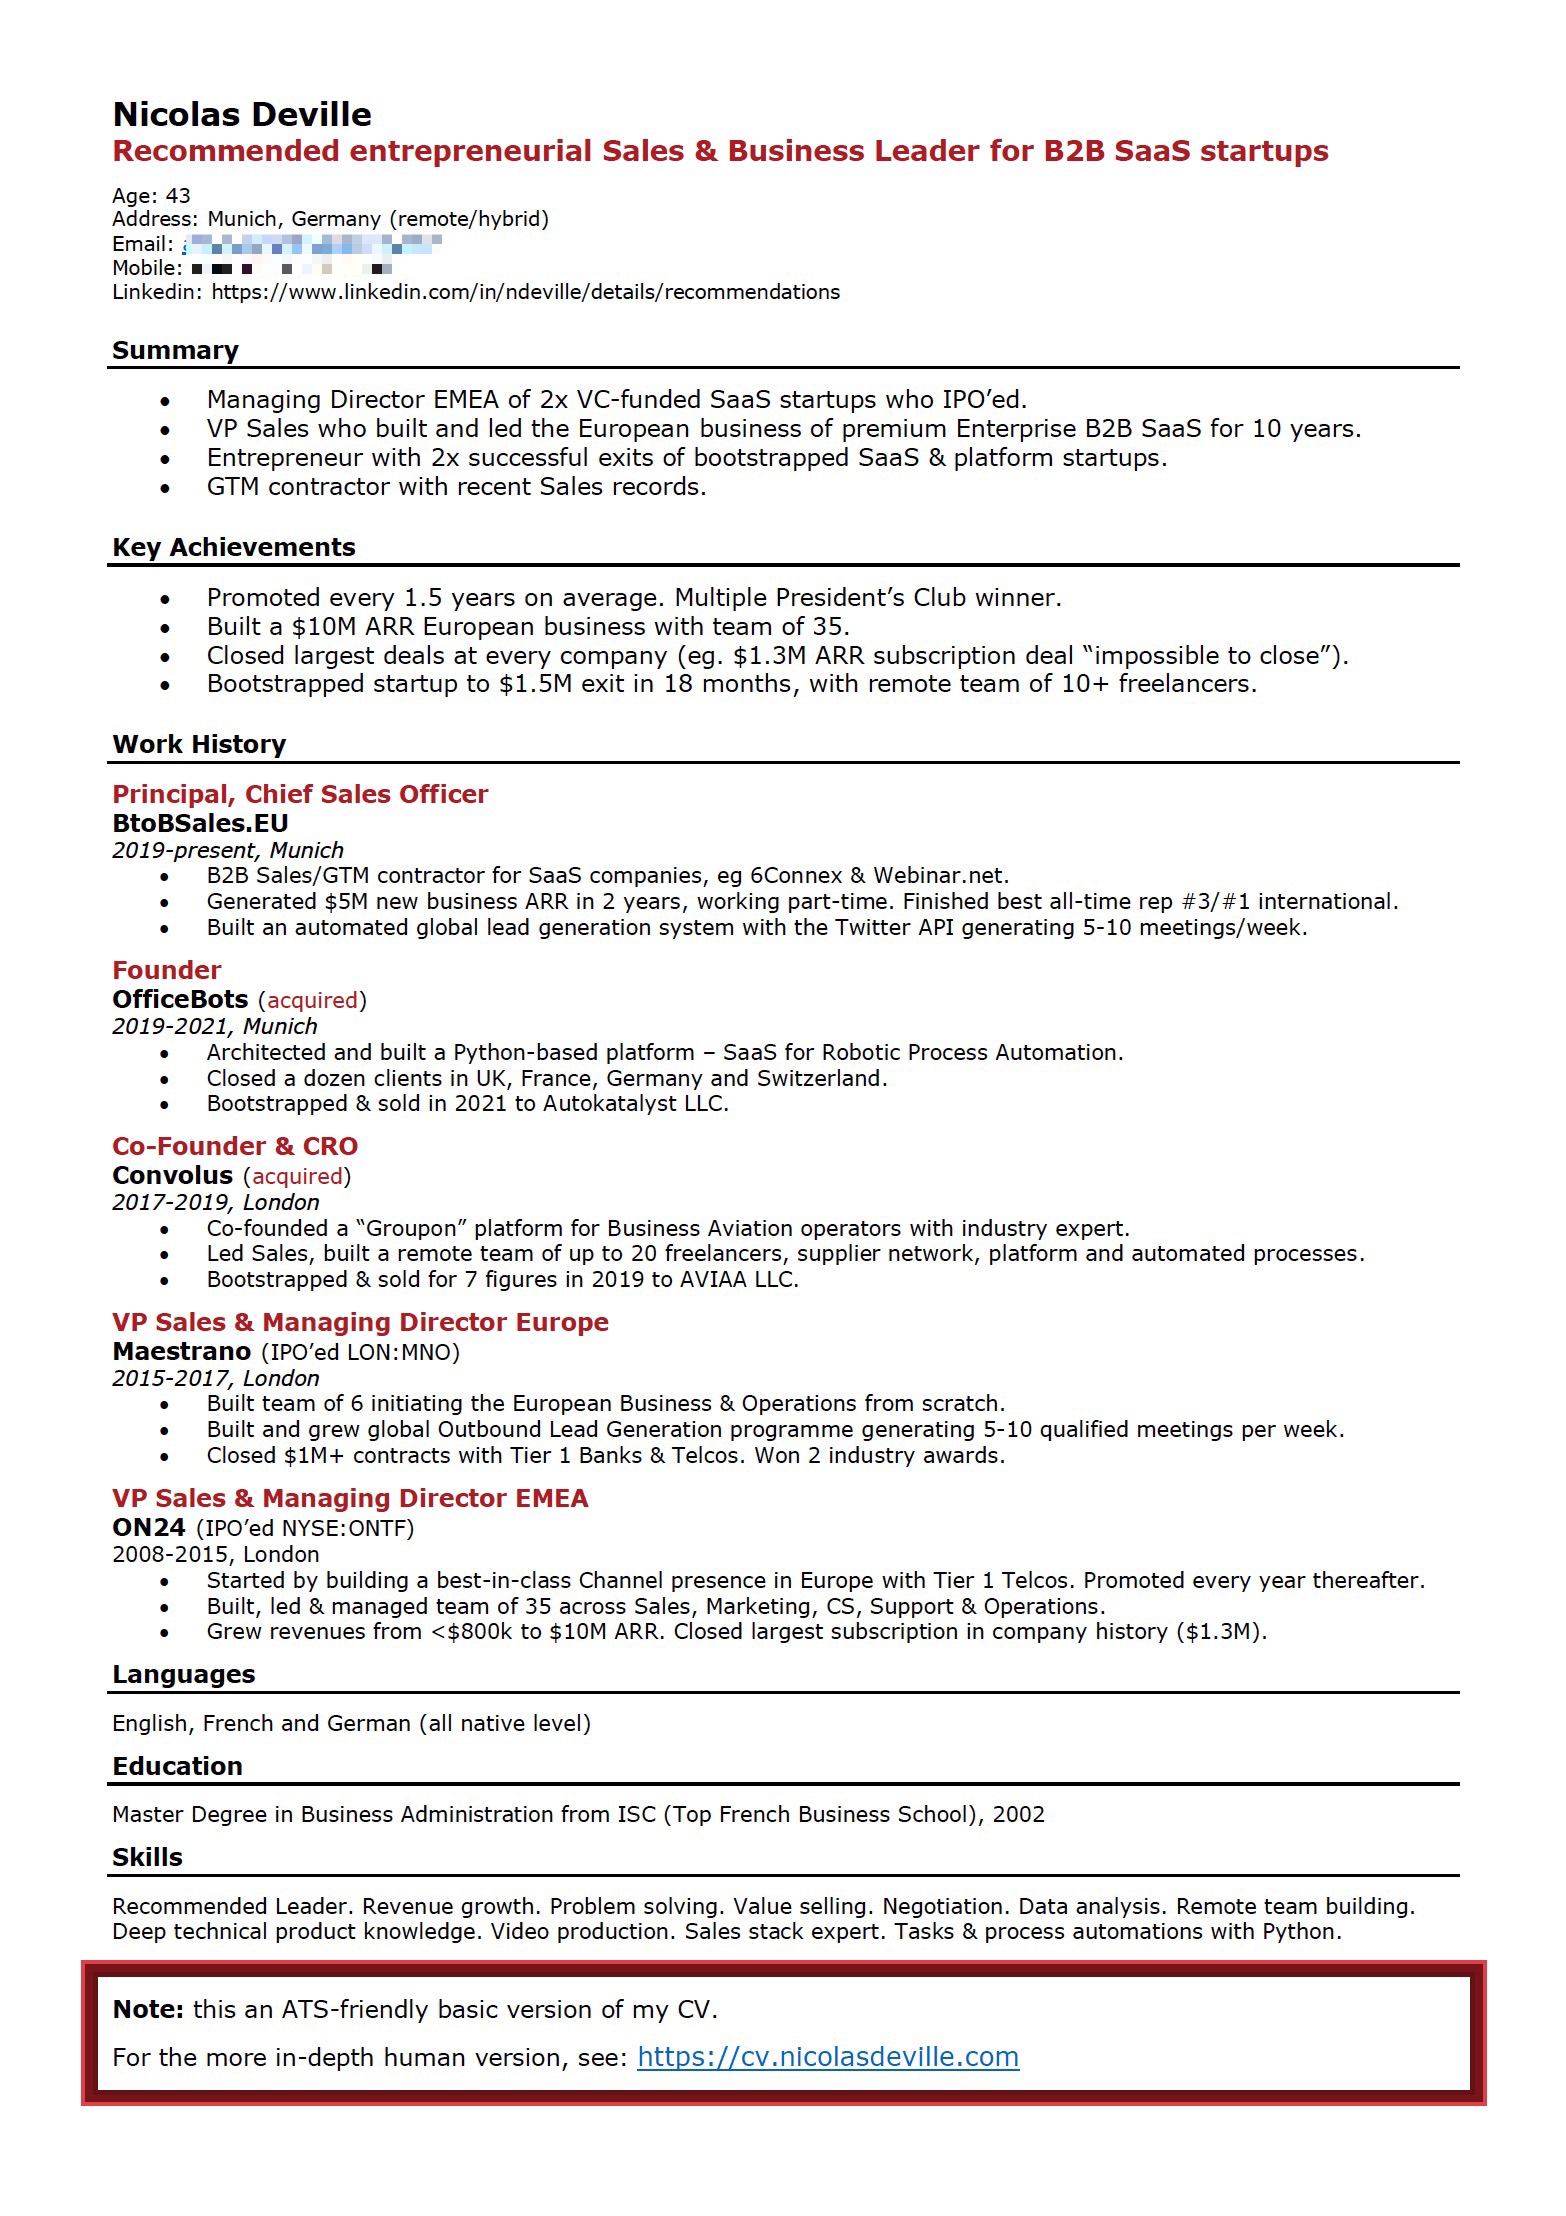 Nicolas Deville
Recommended entrepreneurial Sales & Business Leader for B2B SaaS startups
Age: 43
Address: Munich, Germany (remote/hybrid)
Email:
Mobile:
Linkedin: https://www.linkedin.com/in/ndeville/details/recommendations
Summary
• Managing Director EMEA of 2x VC-funded SaaS startups who IPO’ed.
• VP Sales who built and led the European business of premium Enterprise B2B SaaS for 10 years.
• Entrepreneur with 2x successful exits of bootstrapped SaaS & platform startups.
• GTM contractor with recent Sales records.
Key Achievements
• Promoted every 1.5 years on average. Multiple President’s Club winner.
• Built a $10M ARR European business with team of 35.
• Closed largest deals at every company (eg. $1.3M ARR subscription deal “impossible to close”).
• Bootstrapped startup to $1.5M exit in 18 months, with remote team of 10+ freelancers.
Work History
Principal, Chief Sales Officer
BtoBSales.EU
2019-present, Munich
• B2B Sales/GTM contractor for SaaS companies, eg 6Connex & Webinar.net.
• Generated $5M new business ARR in 2 years, working part-time. Finished best all-time rep #3/#1 international.
• Built an automated global lead generation system with the Twitter API generating 5-10 meetings/week.
Founder
OfficeBots (acquired)
2019-2021, Munich
• Architected and built a Python-based platform – SaaS for Robotic Process Automation.
• Closed a dozen clients in UK, France, Germany and Switzerland.
• Bootstrapped & sold in 2021 to Autokatalyst LLC.
Co-Founder & CRO
Convolus (acquired)
2017-2019, London
• Co-founded a “Groupon” platform for Business Aviation operators with industry expert.
• Led Sales, built a remote team of up to 20 freelancers, supplier network, platform and automated processes.
• Bootstrapped & sold for 7 figures in 2019 to AVIAA LLC.
VP Sales & Managing Director Europe
Maestrano (IPO’ed LON:MNO)
2015-2017, London
• Built team of 6 initiating the European Business & Operations from scratch.
• Built and grew global Outbound Lead Generation programme generating 5-10 qualified meetings per week.
• Closed $1M+ contracts with Tier 1 Banks & Telcos. Won 2 industry awards.
VP Sales & Managing Director EMEA
ON24 (IPO’ed NYSE:ONTF)
2008-2015, London
• Started by building a best-in-class Channel presence in Europe with Tier 1 Telcos. Promoted every year thereafter.
• Built, led & managed team of 35 across Sales, Marketing, CS, Support & Operations.
• Grew revenues from <$800k to $10M ARR. Closed largest subscription in company history ($1.3M).
Languages
English, French and German (all native level)
Education
Master Degree in Business Administration from ISC (Top French Business School), 2002
Skills
Recommended Leader. Revenue growth. Problem solving. Value selling. Negotiation. Data analysis. Remote team building.
Deep technical product knowledge. Video production. Sales stack expert. Tasks & process automations with Python.
Note: this an ATS-friendly basic version of my CV.
For the more in-depth human version, see: https://cv.nicolasdeville.com